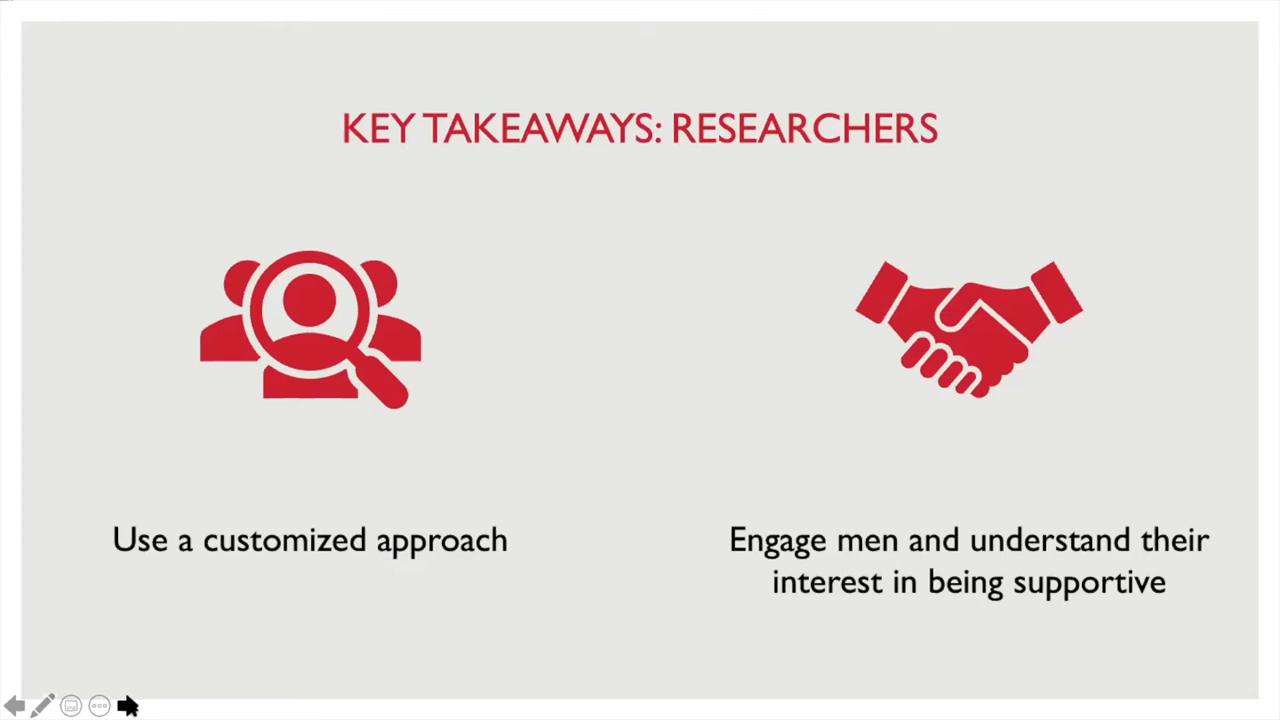 KEY TAKEAWAYS: RESEARCHERS
Use a customized approach
Engage men and understand their
interest in being supportive